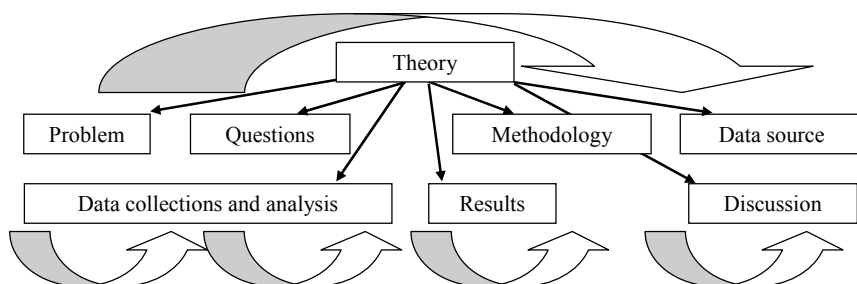 Theory
Problem
Questions
Methodology
Data source
Data collections and analysis
Results
Discussion